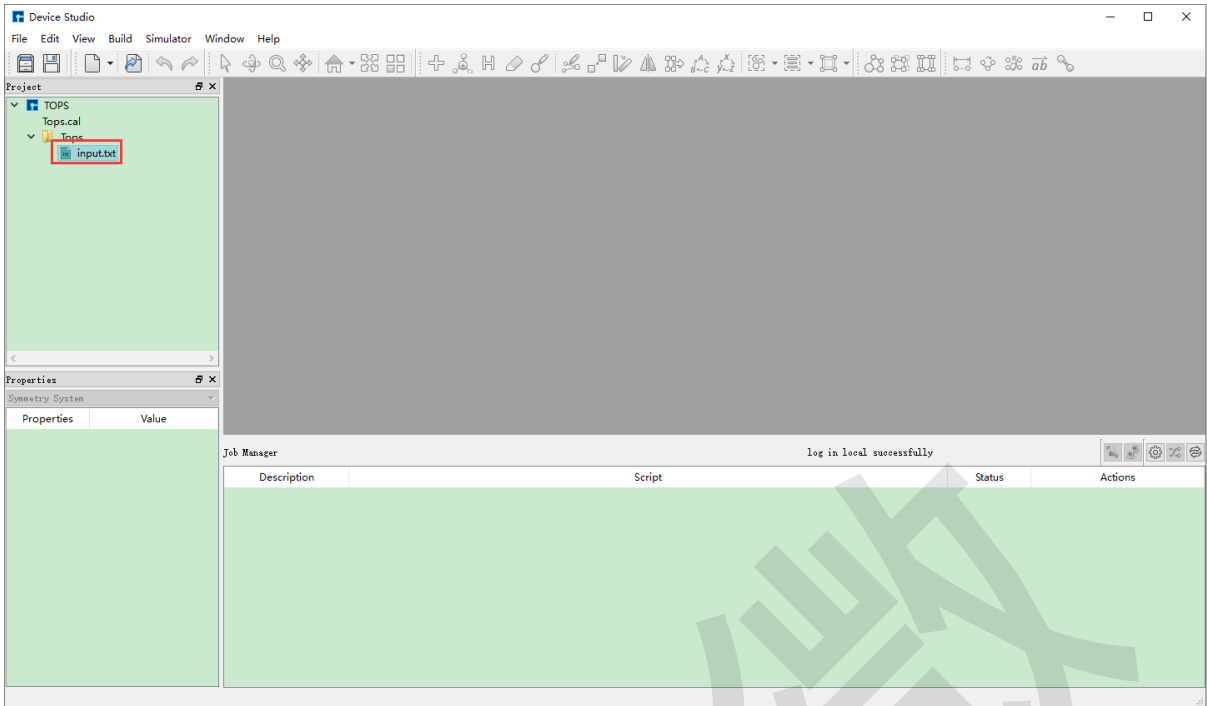 Device Studio
File Edit View Build Simulator Window Help
Project
TOPS
Tops.cal
Tops
input.txt
Properties
Symmetry System
Properties Value
Job Manager log in local successfully
Description Script Status Actions